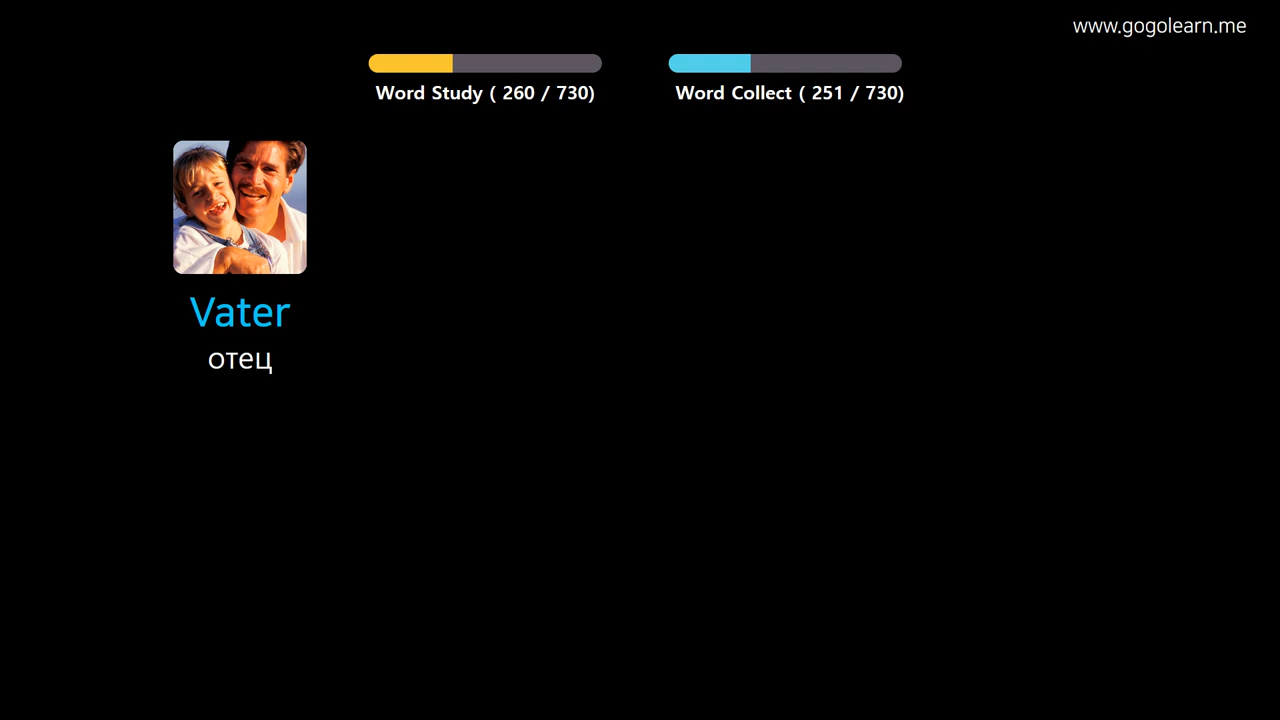 www.gogolearn.me
Word Study ( 260 / 730)
Word Collect ( 251 / 730)
Vater
отец